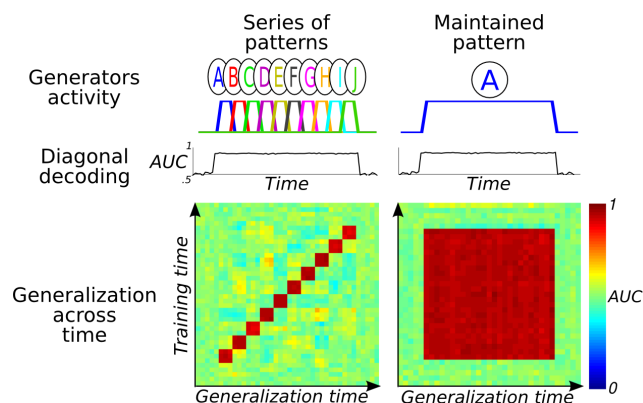 Series of
patterns
Maintained
pattern
Generators
activity
A B C D E F G H I J
A
Diagonal
decoding
AUC
1
.5
Time
Time
Generalization
across
time
Training time
Generalization time
Generalization time
1
AUC
0